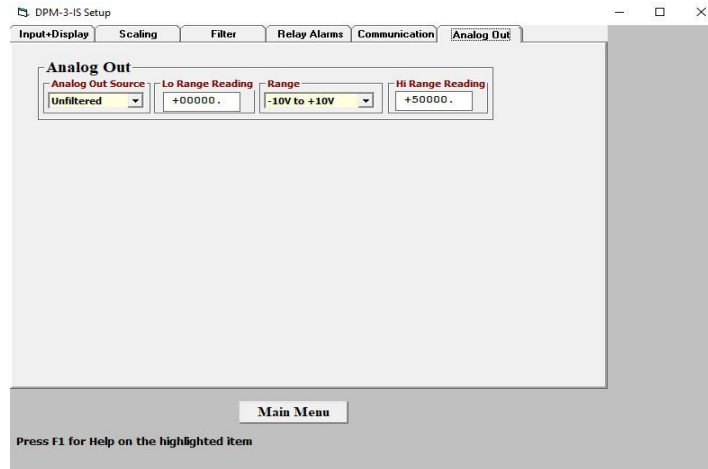 DPM-3-IS Setup
Input+Display Scaling Filter Relay Alarms Communication Analog Out
Analog Out
Analog Out Source Lo Range Reading Range Hi Range Reading
Unfiltered +00000. -10V to +10V +50000.
Main Menu
Press F1 for Help on the highlighted item